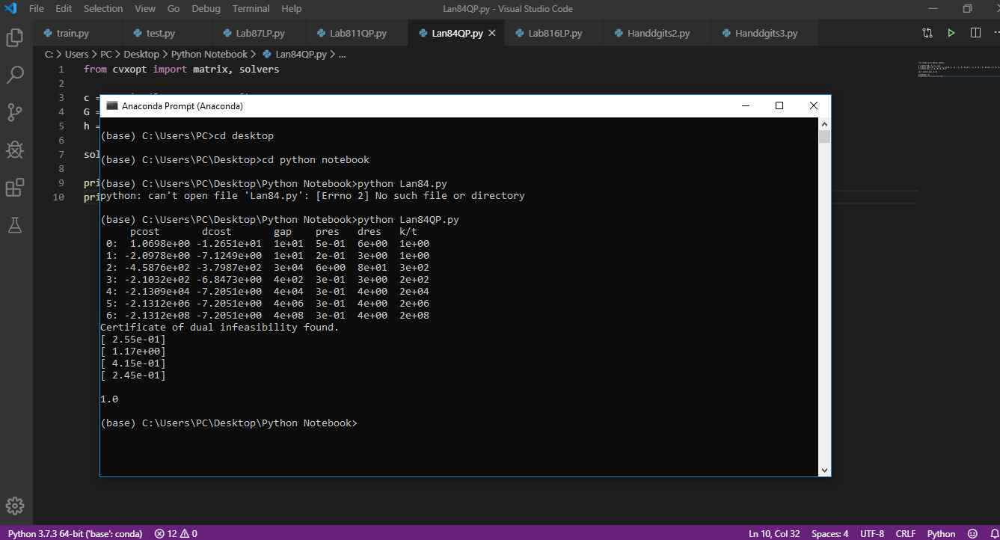 File Edit Selection View Go Debug Terminal Help Lan84QP.py - Visual Studio Code
train.py test.py Lab87LP.py Lab811QP.py Lan84QP.py Lab816LP.py Handdgits2.py Handdgits3.py
C: > Users > PC > Desktop > Python Notebook > Lan84QP.py > ...
1 from cvxopt import matrix, solvers
2
3 c =
4 G =
5 h =
6
7 sol
8
9 pri
10 pri
Anaconda Prompt (Anaconda)
(base) C:\Users\PC>cd desktop
(base) C:\Users\PC\Desktop>cd python notebook
(base) C:\Users\PC\Desktop\Python Notebook>python Lan84.py
python: can't open file 'Lan84.py': [Errno 2] No such file or directory
(base) C:\Users\PC\Desktop\Python Notebook>python Lan84QP.py
pcost dcost gap pres dres k/t
0: 1.0698e+00 -1.2651e+01 1e+01 5e-01 6e+00 1e+00
1: -2.0978e+00 -7.1249e+00 1e+01 2e-01 3e+00 1e+00
2: -4.5876e+02 -3.7987e+02 3e+04 6e+00 8e+01 3e+02
3: -2.1032e+02 -6.8473e+00 4e+02 3e-01 3e+00 2e+02
4: -2.1309e+04 -7.2051e+00 4e+04 3e-01 4e+00 2e+04
5: -2.1312e+06 -7.2051e+00 4e+06 3e-01 4e+00 2e+06
6: -2.1312e+08 -7.2051e+00 4e+08 3e-01 4e+00 2e+08
Certificate of dual infeasibility found.
[ 2.55e-01]
[ 1.17e+00]
[ 4.15e-01]
[ 2.45e-01]
1.0
(base) C:\Users\PC\Desktop\Python Notebook>
Python 3.7.3 64-bit ('base': conda) 12 0 Ln 10, Col 32 Spaces: 4 UTF-8 CRLF Python